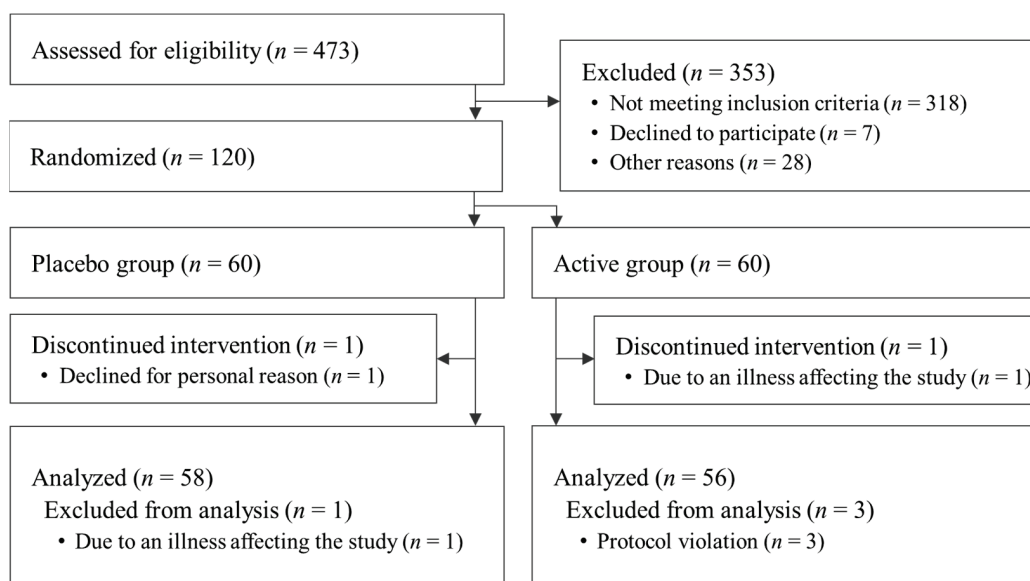 Assessed for eligibility (n = 473)
Excluded (n = 353)
• Not meeting inclusion criteria (n = 318)
• Declined to participate (n = 7)
• Other reasons (n = 28)
Randomized (n = 120)
Placebo group (n = 60)
Active group (n = 60)
Discontinued intervention (n = 1)
• Declined for personal reason (n = 1)
Discontinued intervention (n = 1)
• Due to an illness affecting the study (n = 1)
Analyzed (n = 58)
Excluded from analysis (n = 1)
• Due to an illness affecting the study (n = 1)
Analyzed (n = 56)
Excluded from analysis (n = 3)
• Protocol violation (n = 3)